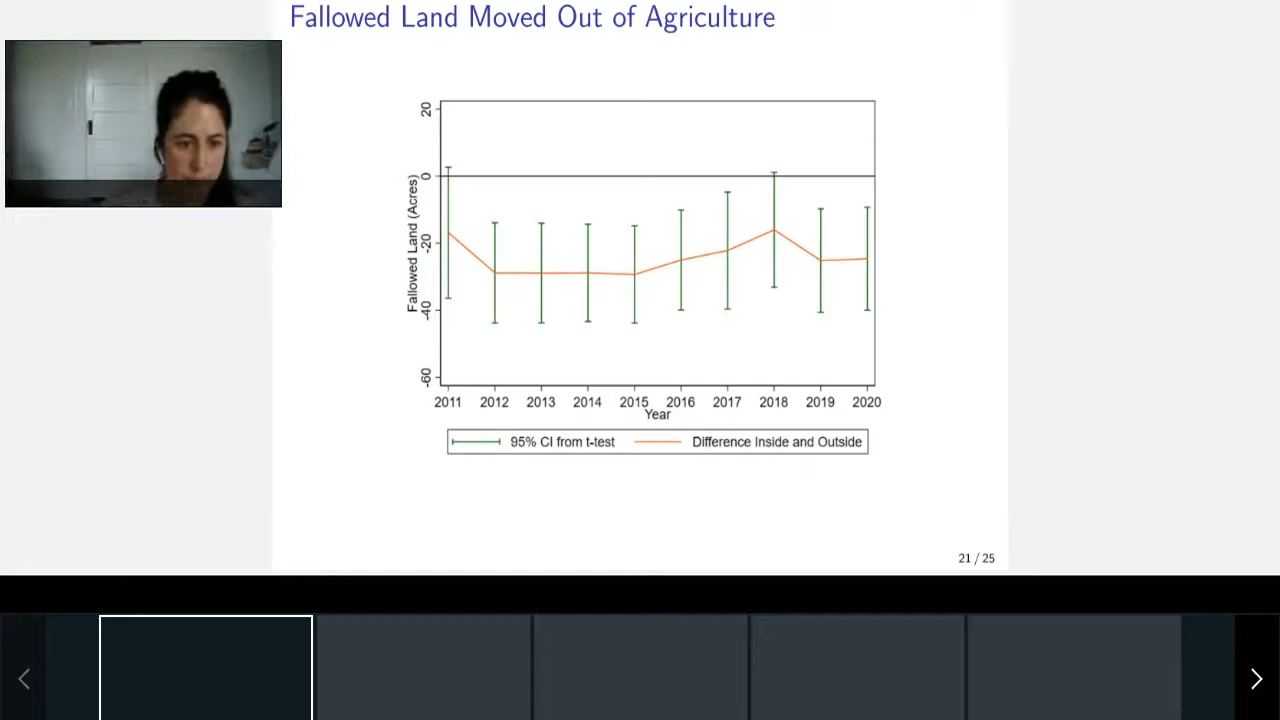 Fallowed Land Moved Out of Agriculture
20
0
-20
-40
-60
Fallowed Land (Acres)
2011 2012 2013 2014 2015 2016 2017 2018 2019 2020
Year
95% CI from t-test Difference Inside and Outside
21 / 25